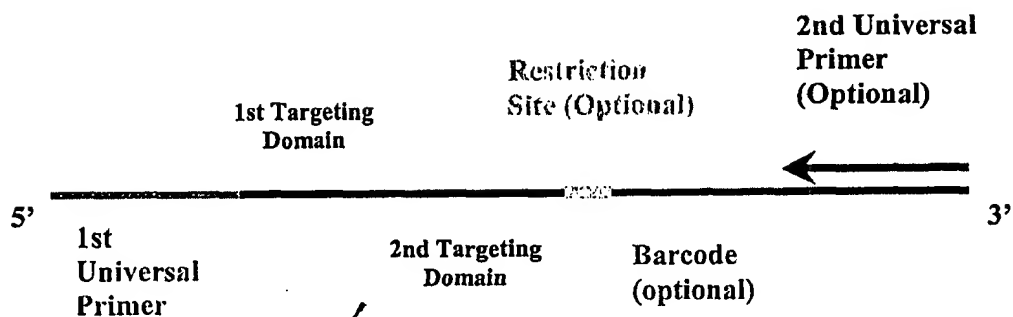 2nd Universal
Primer
(Optional)
Restriction
Site (Optional)
1st Targeting
Domain
5’
3’
1st
Universal
Primer
2nd Targeting
Domain
Barcode
(optional)